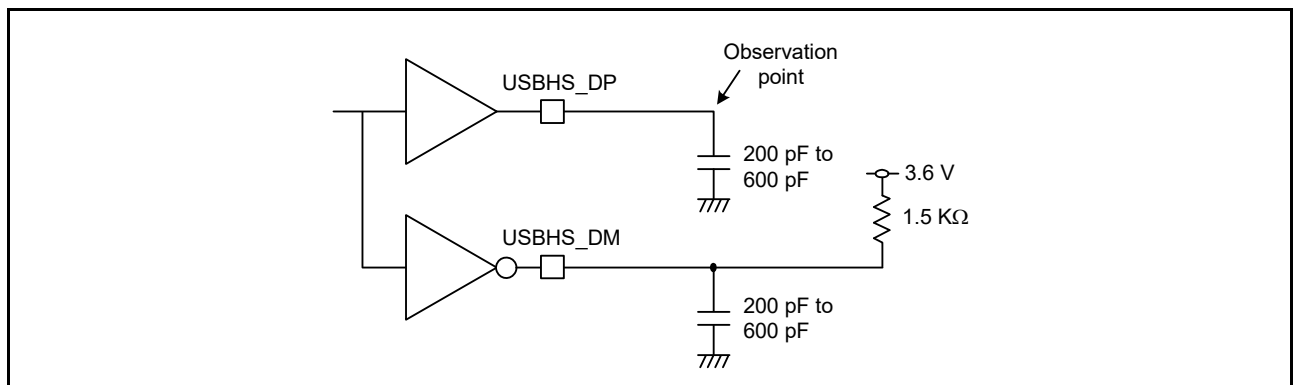 Observation
point
USBHS_DP
200 pF to
600 pF
3.6 V
1.5 KΩ
USBHS_DM
200 pF to
600 pF